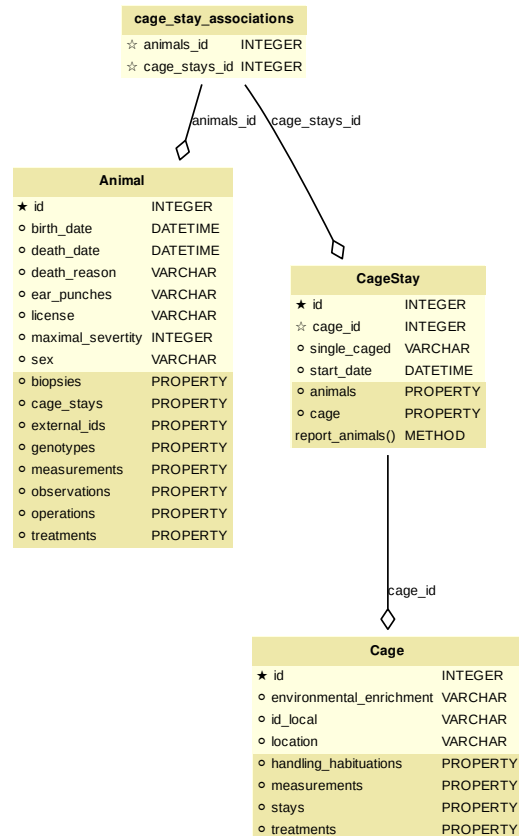 cage_stay_associations
☆ animals_id INTEGER
☆ cage_stays_id INTEGER
animals_id
cage_stays_id
Animal
★ id INTEGER
birth_date DATETIME
death_date DATETIME
death_reason VARCHAR
ear_punches VARCHAR
license VARCHAR
maximal_severtity INTEGER
sex VARCHAR
biopsies PROPERTY
cage_stays PROPERTY
external_ids PROPERTY
genotypes PROPERTY
measurements PROPERTY
observations PROPERTY
operations PROPERTY
treatments PROPERTY
CageStay
★ id INTEGER
☆ cage_id INTEGER
single_caged VARCHAR
start_date DATETIME
animals PROPERTY
cage PROPERTY
report_animals() METHOD
cage_id
Cage
★ id INTEGER
environmental_enrichment VARCHAR
id_local VARCHAR
location VARCHAR
handling_habituations PROPERTY
measurements PROPERTY
stays PROPERTY
treatments PROPERTY